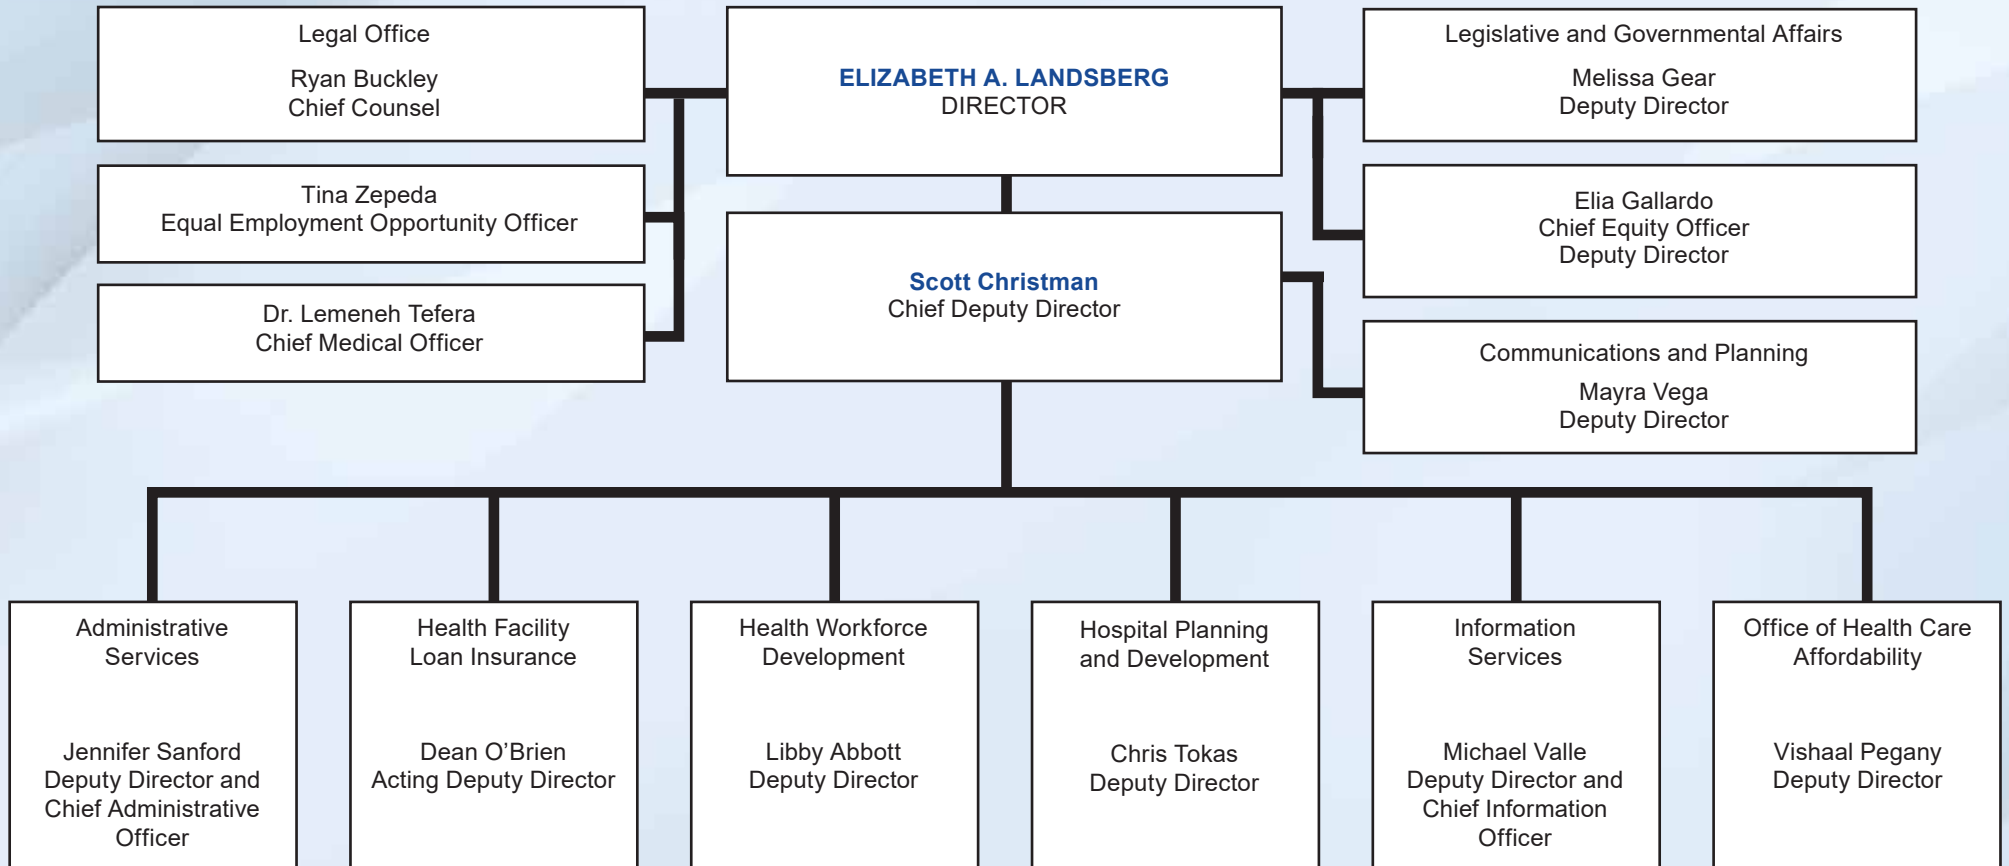 Legal Office
Ryan Buckley
Chief Counsel
Tina Zepeda
Equal Employment Opportunity Officer
Dr. Lemeneh Tefera
Chief Medical Officer
ELIZABETH A. LANDSBERG
DIRECTOR
Scott Christman
Chief Deputy Director
Legislative and Governmental Affairs
Melissa Gear
Deputy Director
Elia Gallardo
Chief Equity Officer
Deputy Director
Communications and Planning
Mayra Vega
Deputy Director
Administrative
Services
Jennifer Sanford
Deputy Director and
Chief Administrative
Officer
Health Facility
Loan Insurance
Dean O’Brien
Acting Deputy Director
Health Workforce
Development
Libby Abbott
Deputy Director
Hospital Planning
and Development
Chris Tokas
Deputy Director
Information
Services
Michael Valle
Deputy Director and
Chief Information
Officer
Office of Health Care
Affordability
Vishaal Pegany
Deputy Director